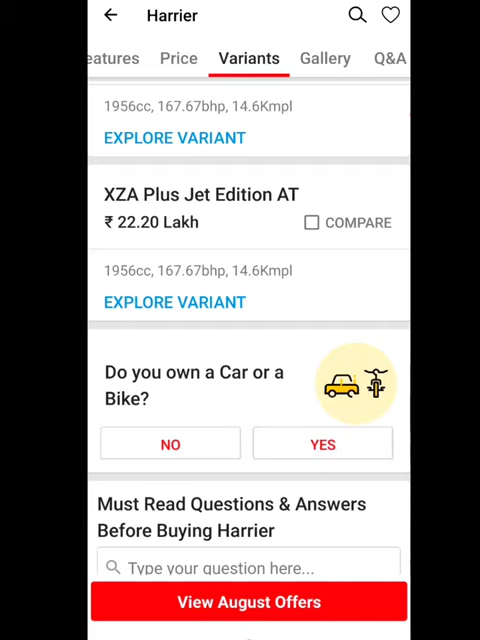 Harrier
eatures Price Variants Gallery Q&A
1956cc, 167.67bhp, 14.6Kmpl
EXPLORE VARIANT
XZA Plus Jet Edition AT
₹ 22.20 Lakh COMPARE
1956cc, 167.67bhp, 14.6Kmpl
EXPLORE VARIANT
Do you own a Car or a
Bike?
NO YES
Must Read Questions & Answers
Before Buying Harrier
Type your question here...
View August Offers